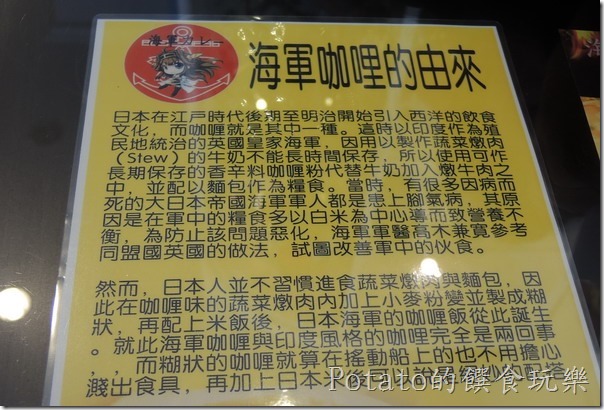 海軍カレー
海軍咖哩的由來
日本在江戶時代後期至明治開始引入西洋的飲食
文化，而咖喱就是其中一種。這時以印度作為殖
民地統治的英國皇家海軍，因用以製作蔬菜燉肉
（Stew）的牛奶不能長時間保存，所以使用可作
長期保存的香辛料咖喱粉代替牛奶加入燉牛肉之
中，並配以麵包作為糧食。當時，有很多因病而
死的大日本帝國海軍軍人都是患上腳氣病，其原
因是在軍中的糧食多以白米為中心導而致營養不
衡，為防止該問題惡化，海軍軍醫高木兼寬參考
同盟國英國的做法，試圖改善軍中的伙食。
然而，日本人並不習慣進食蔬菜燉肉與麵包，因
此在咖喱味的蔬菜燉肉內加上小麥粉變並製成糊
狀，再配上米飯後，日本海軍的咖喱飯從此誕生
。就此海軍咖喱與印度風格的咖哩完全是兩回事
，，而糊狀的咖喱就算在搖動船上的也不用擔心
濺出食具，再加上日本米
Potato的饌食玩樂